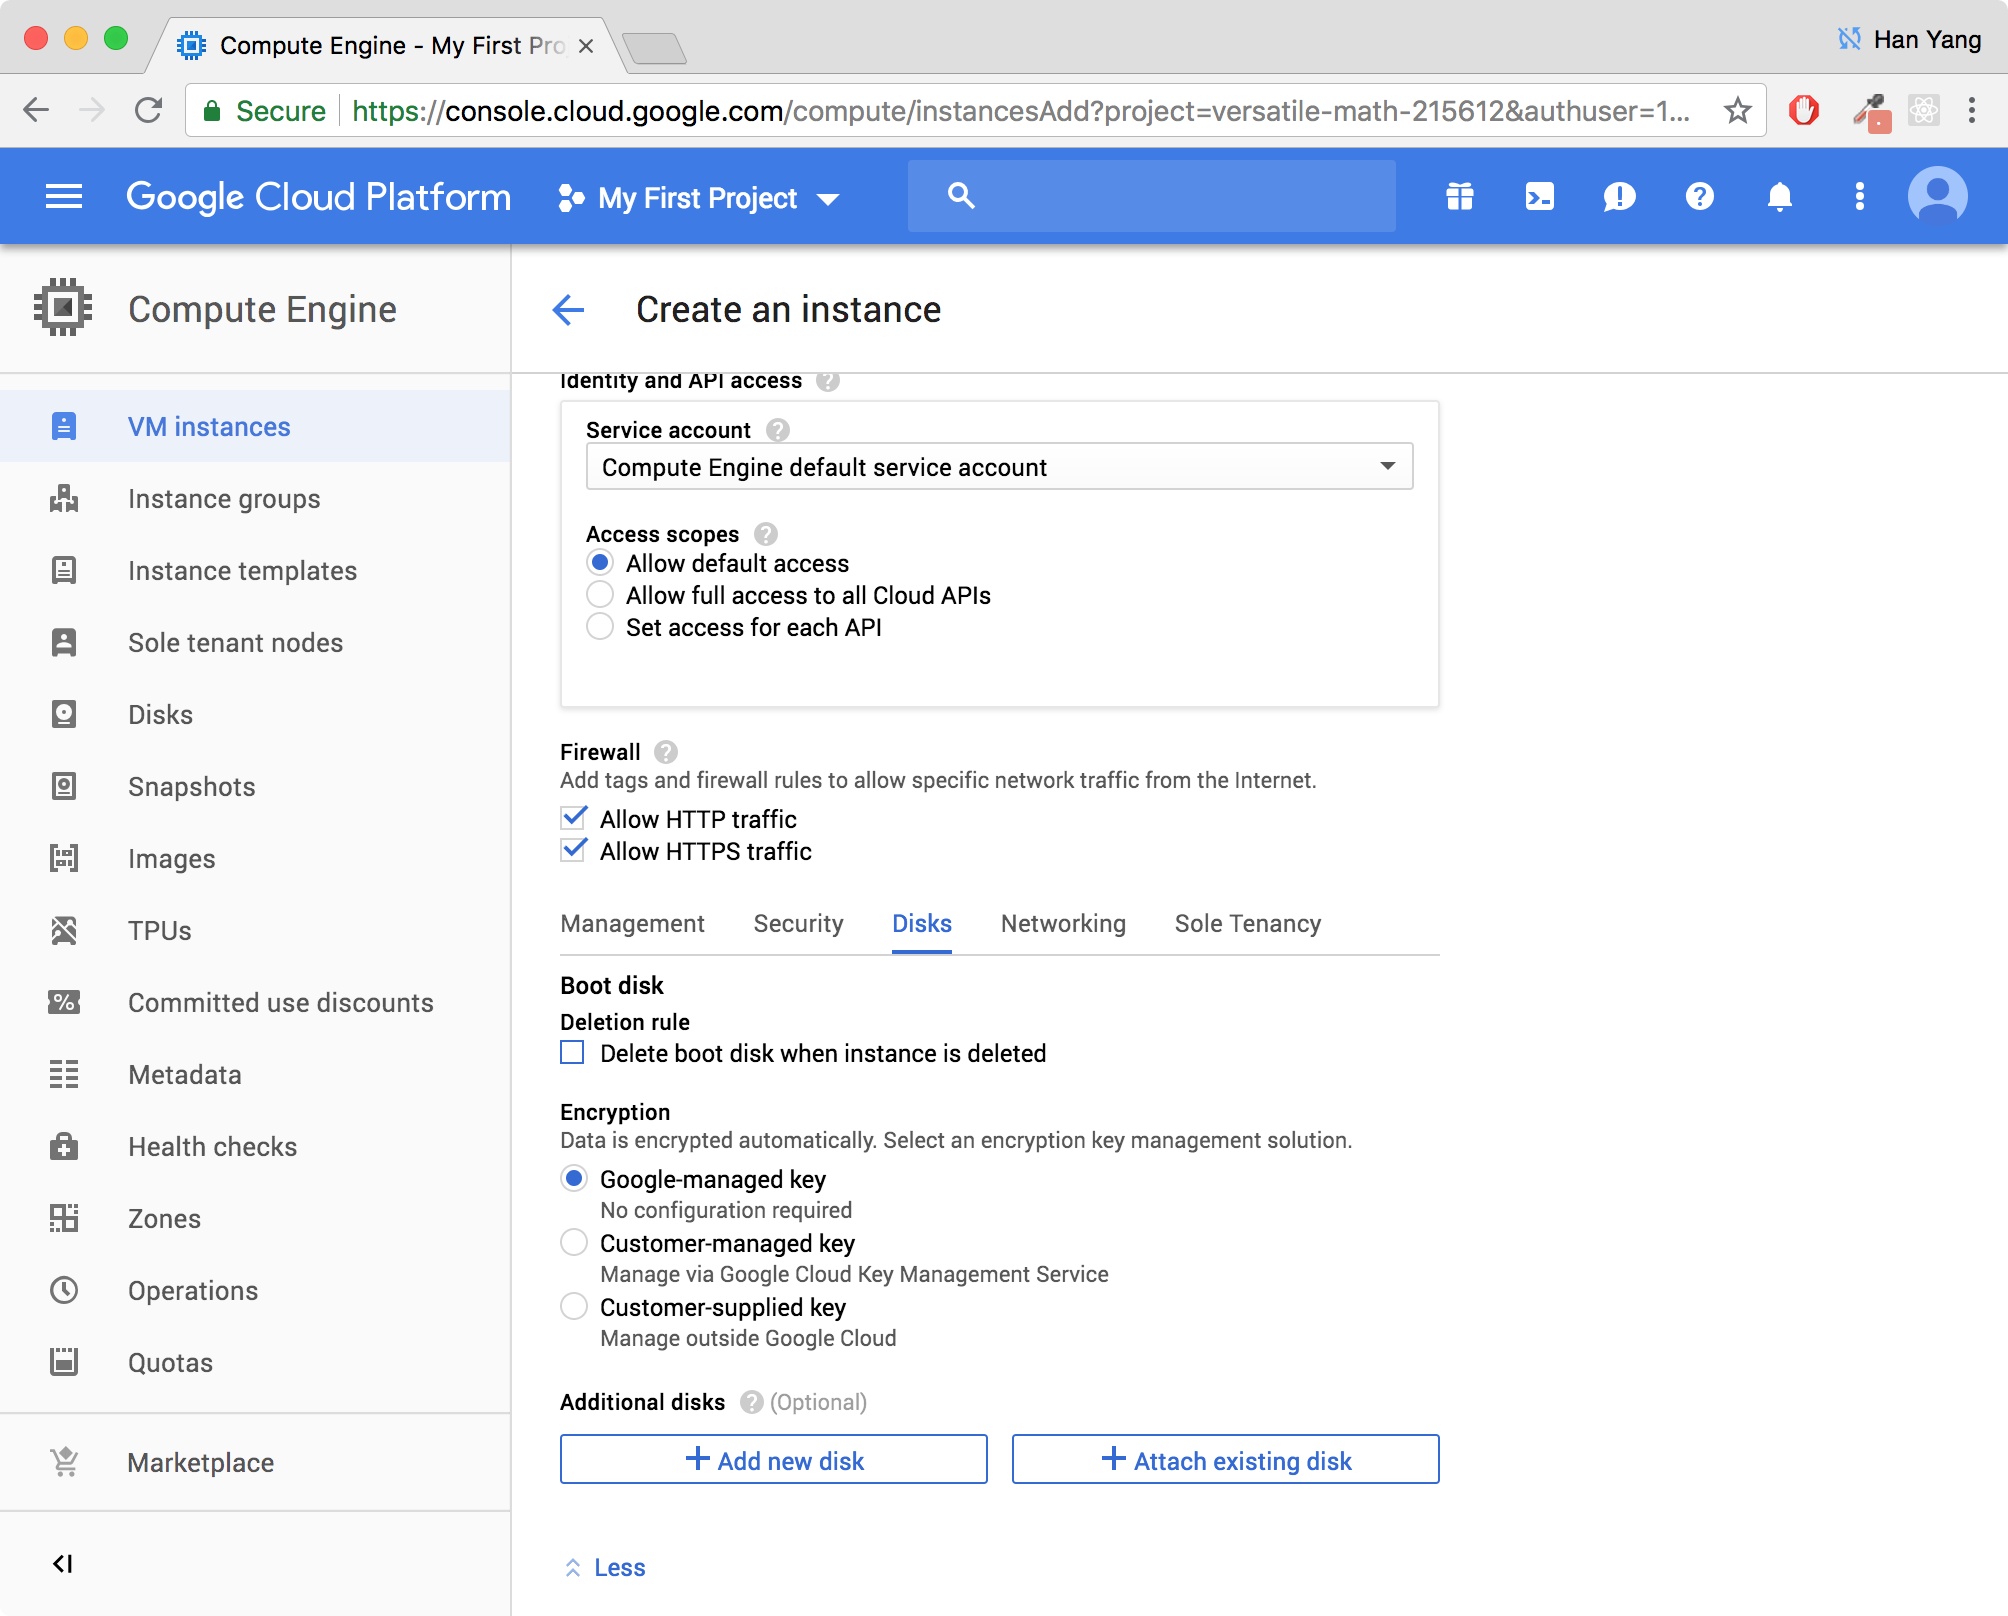 Compute Engine - My First Pro
Han Yang
Secure
https://console.cloud.google.com/compute/instancesAdd?project=versatile-math-215612&authuser=1...
Google Cloud Platform
My First Project
Compute Engine
Create an instance
VM instances
Instance groups
Instance templates
Sole tenant nodes
Disks
Snapshots
Images
TPUs
Committed use discounts
Metadata
Health checks
Zones
Operations
Quotas
Marketplace
Identity and API access
Service account
Compute Engine default service account
Access scopes
Allow default access
Allow full access to all Cloud APIs
Set access for each API
Firewall
Add tags and firewall rules to allow specific network traffic from the Internet.
Allow HTTP traffic
Allow HTTPS traffic
Management Security Disks Networking Sole Tenancy
Boot disk
Deletion rule
Delete boot disk when instance is deleted
Encryption
Data is encrypted automatically. Select an encryption key management solution.
Google-managed key
No configuration required
Customer-managed key
Manage via Google Cloud Key Management Service
Customer-supplied key
Manage outside Google Cloud
Additional disks (Optional)
+ Add new disk + Attach existing disk
Less